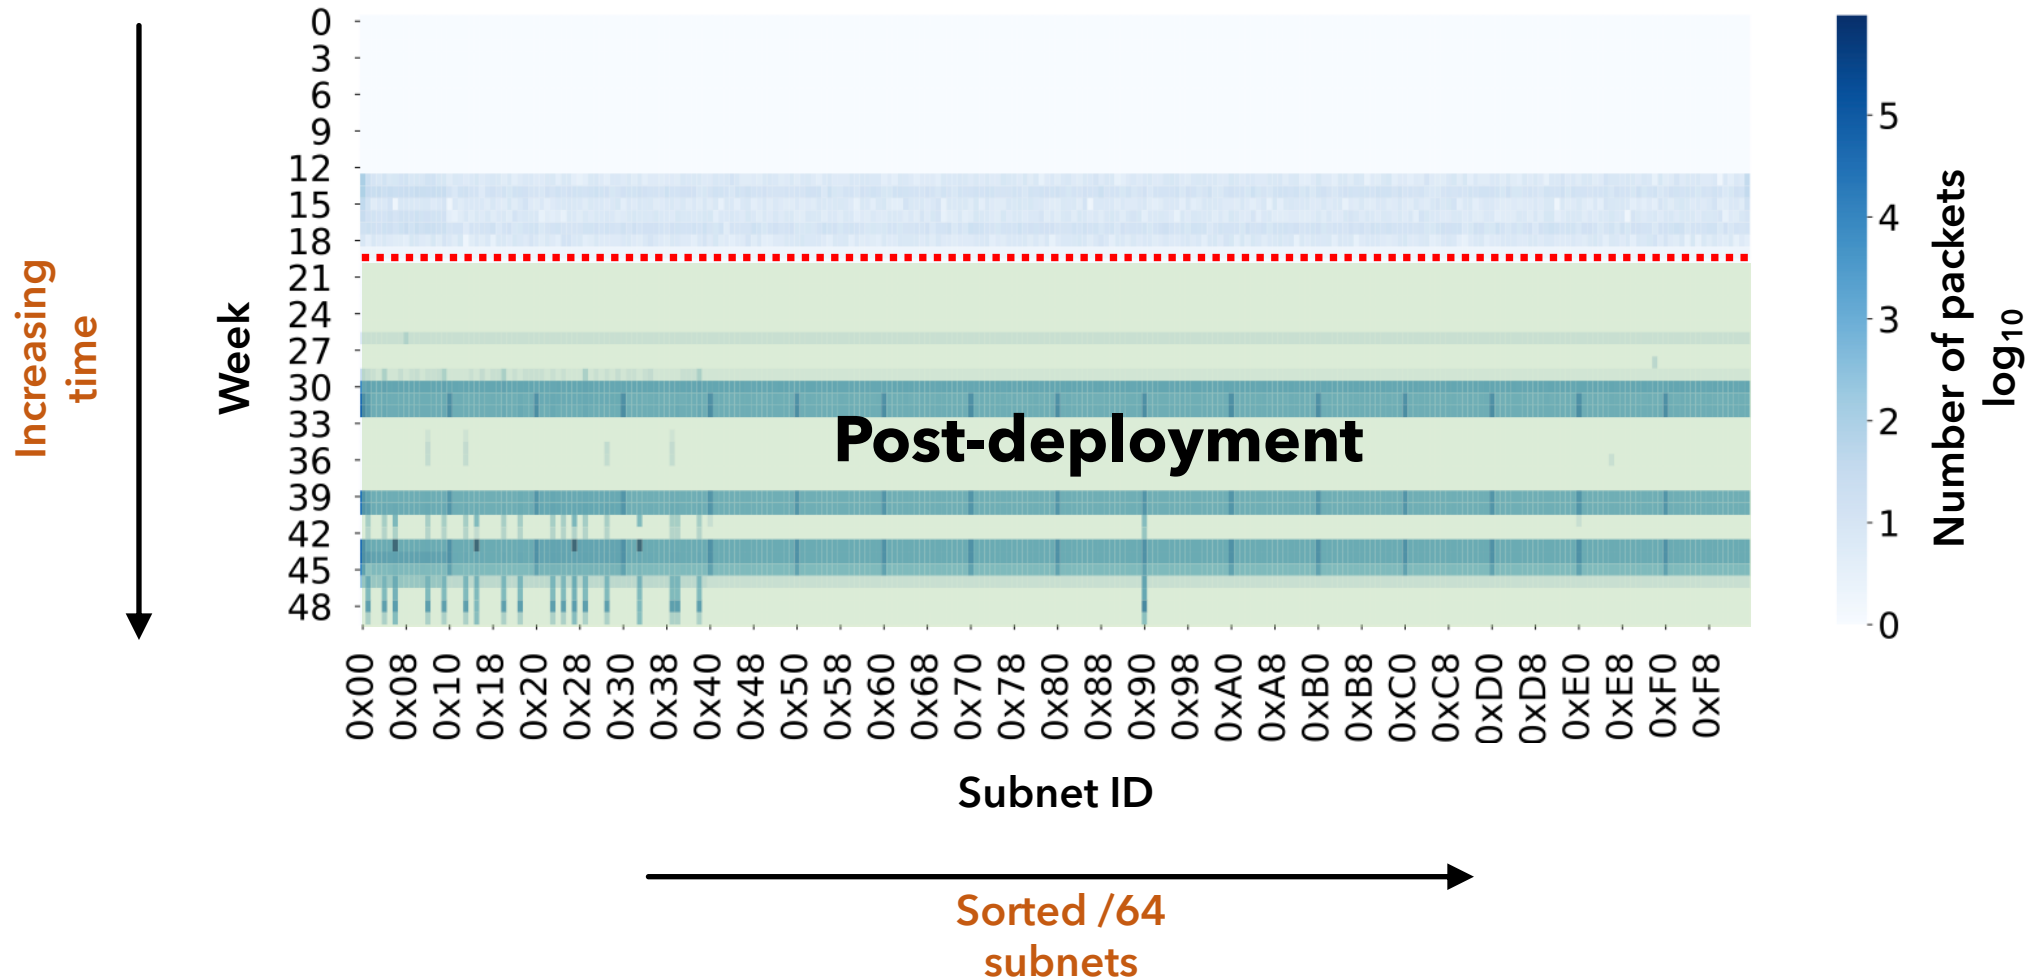 0
3
6
9
12
15
18
21
24
27
30
33
36
39
42
45
48
Week
Increasing
time
Post-deployment
5
4
3
2
1
0
Number of packets
log10
0x00
0x08
0x10
0x18
0x20
0x28
0x30
0x38
0x40
0x48
0x50
0x58
0x60
0x68
0x70
0x78
0x80
0x88
0x90
0x98
0xA0
0xA8
0xB0
0xB8
0xC0
0xC8
0xD0
0xD8
0xE0
0xE8
0xF0
0xF8
Subnet ID
Sorted /64
subnets